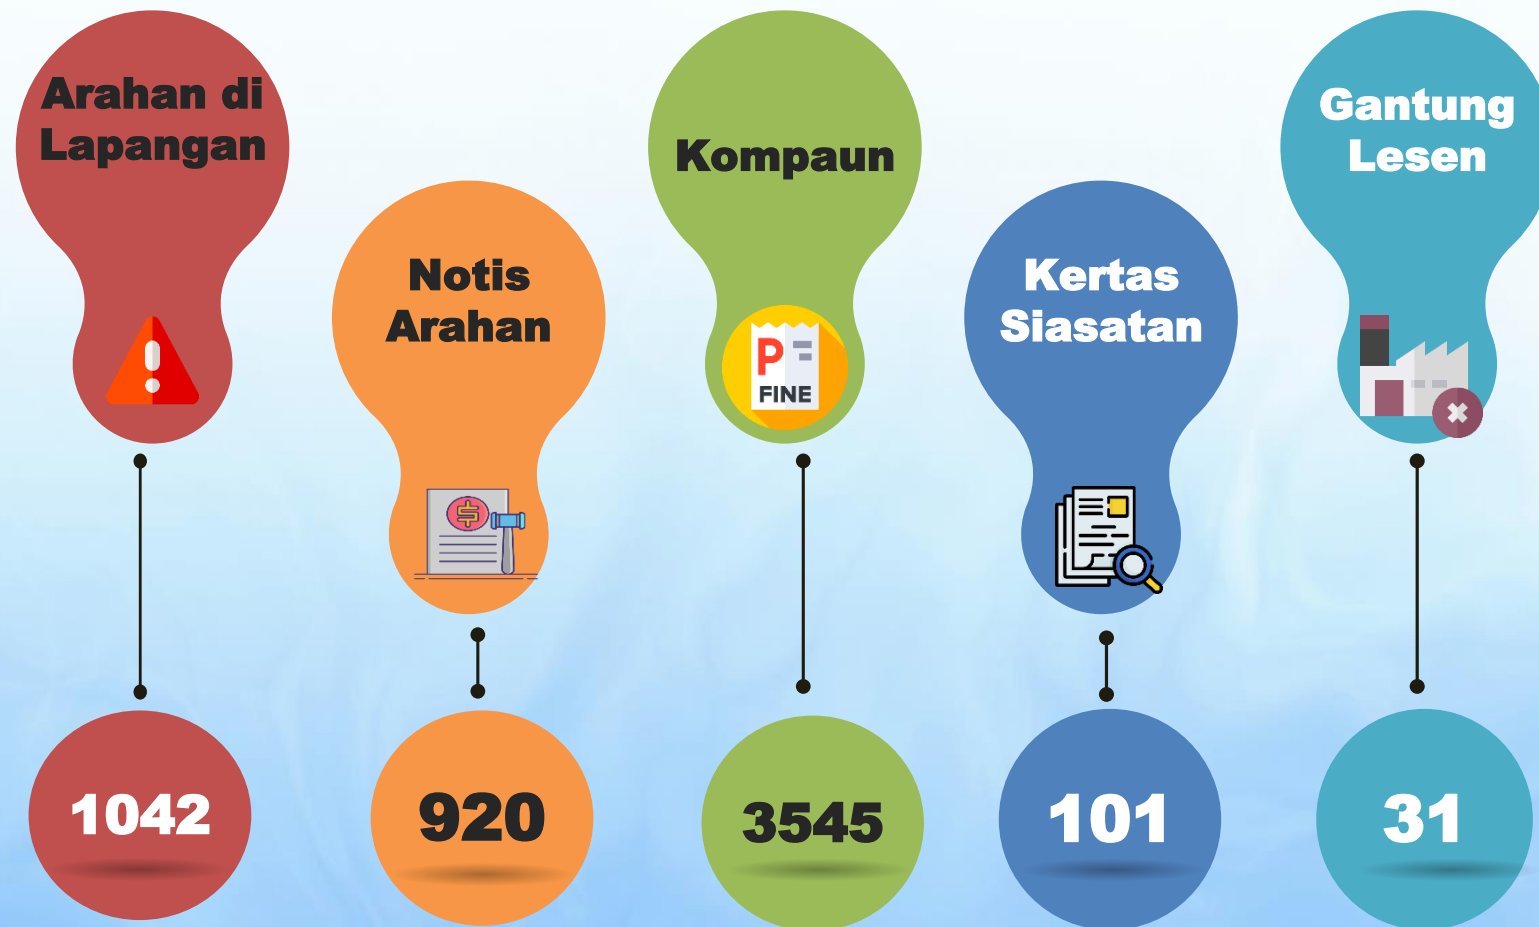 Arahan di
Lapangan
1042
Notis
Arahan
920
Kompaun
P
FINE
3545
Kertas
Siasatan
101
Gantung
Lesen
31